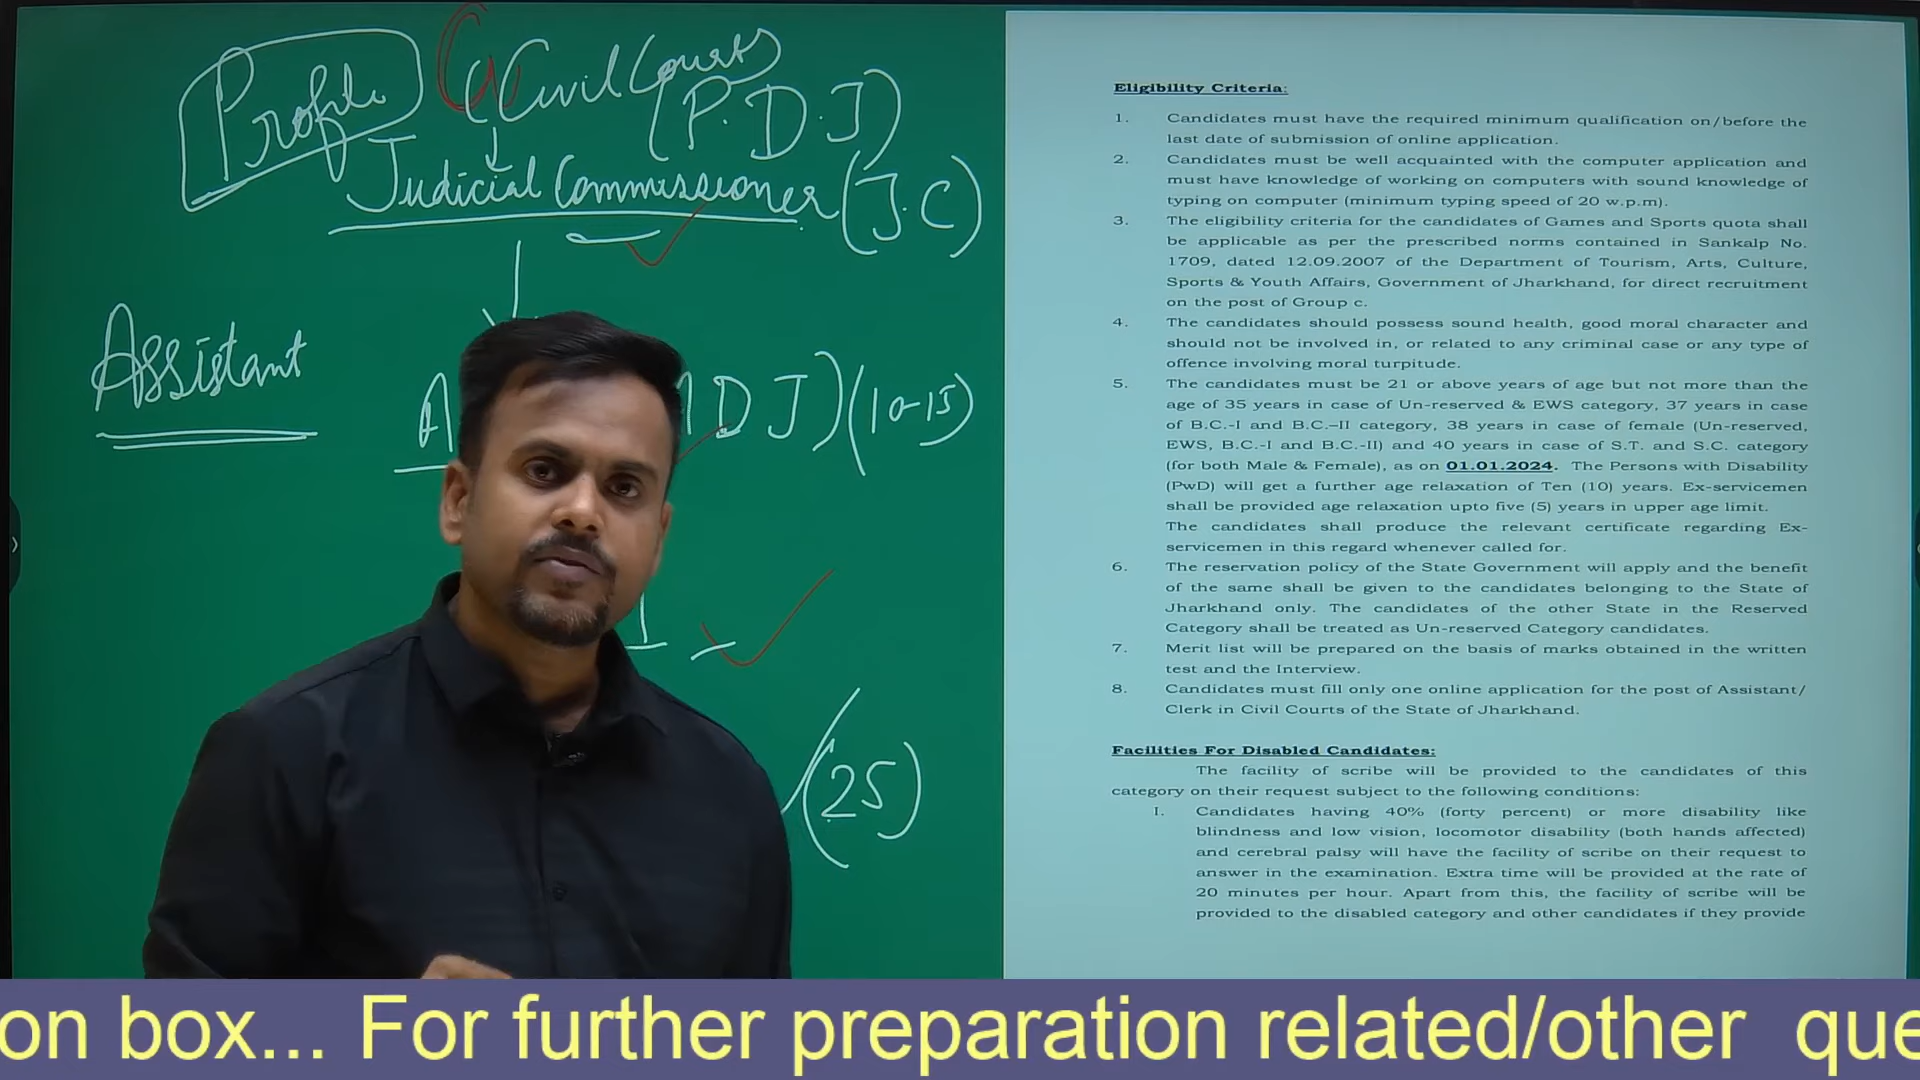 Profile
(Civil Courts
(P.D.J)
Judicial Commissioner (J.C)
Assistant
A
D J) (10-15)
I
(25)
Eligibility Criteria:
1. Candidates must have the required minimum qualification on/before the
last date of submission of online application.
2. Candidates must be well acquainted with the computer application and
must have knowledge of working on computers with sound knowledge of
typing on computer (minimum typing speed of 20 w.p.m).
3. The eligibility criteria for the candidates of Games and Sports quota shall
be applicable as per the prescribed norms contained in Sankalp No.
1709, dated 12.09.2007 of the Department of Tourism, Arts, Culture,
Sports & Youth Affairs, Government of Jharkhand, for direct recruitment
on the post of Group c.
4. The candidates should possess sound health, good moral character and
should not be involved in, or related to any criminal case or any type of
offence involving moral turpitude.
5. The candidates must be 21 or above years of age but not more than the
age of 35 years in case of Un-reserved & EWS category, 37 years in case
of B.C.-I and B.C.–II category, 38 years in case of female (Un-reserved,
EWS, B.C.-I and B.C.-II) and 40 years in case of S.T. and S.C. category
(for both Male & Female), as on 01.01.2024. The Persons with Disability
(PwD) will get a further age relaxation of Ten (10) years. Ex-servicemen
shall be provided age relaxation upto five (5) years in upper age limit.
The candidates shall produce the relevant certificate regarding Ex-
servicemen in this regard whenever called for.
6. The reservation policy of the State Government will apply and the benefit
of the same shall be given to the candidates belonging to the State of
Jharkhand only. The candidates of the other State in the Reserved
Category shall be treated as Un-reserved Category candidates.
7. Merit list will be prepared on the basis of marks obtained in the written
test and the Interview.
8. Candidates must fill only one online application for the post of Assistant/
Clerk in Civil Courts of the State of Jharkhand.
Facilities For Disabled Candidates:
The facility of scribe will be provided to the candidates of this
category on their request subject to the following conditions:
I. Candidates having 40% (forty percent) or more disability like
blindness and low vision, locomotor disability (both hands affected)
and cerebral palsy will have the facility of scribe on their request to
answer in the examination. Extra time will be provided at the rate of
20 minutes per hour. Apart from this, the facility of scribe will be
provided to the disabled category and other candidates if they provide
on box... For further preparation related/other que